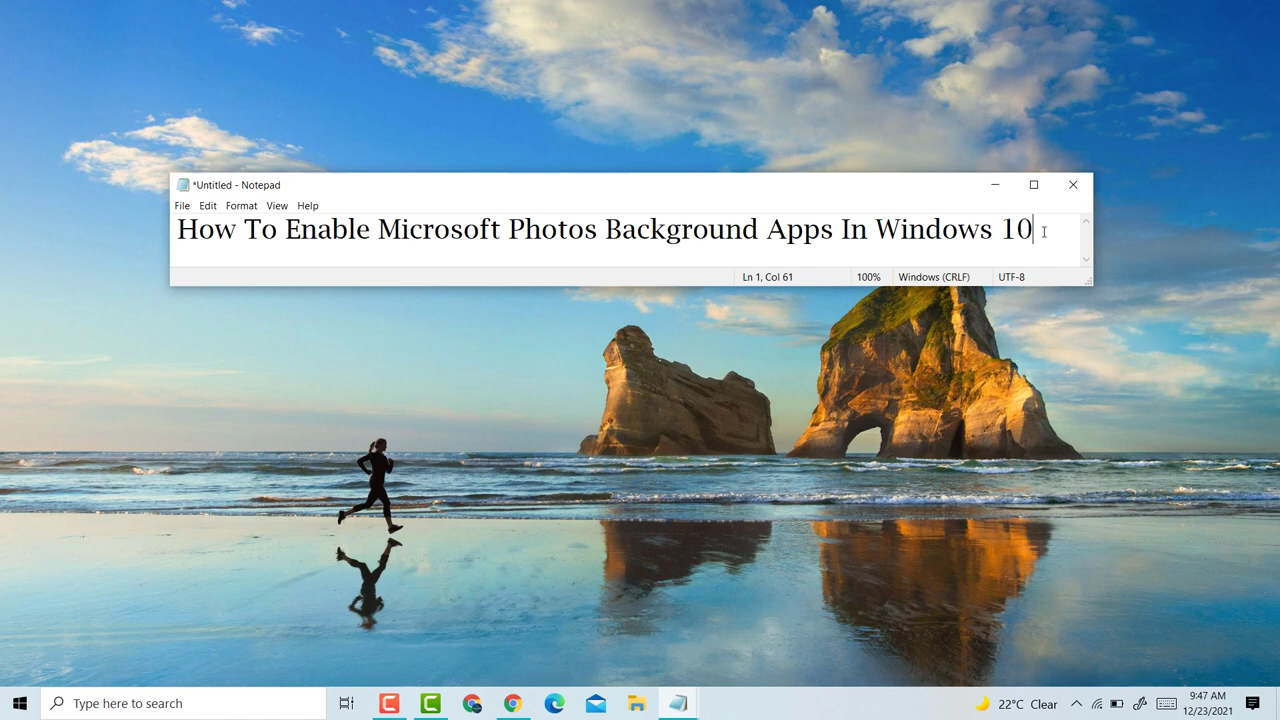 *Untitled - Notepad
File Edit Format View Help
How To Enable Microsoft Photos Background Apps In Windows 10
Ln 1, Col 61 100% Windows (CRLF) UTF-8
Type here to search
22°C Clear
9:47 AM
12/23/2021